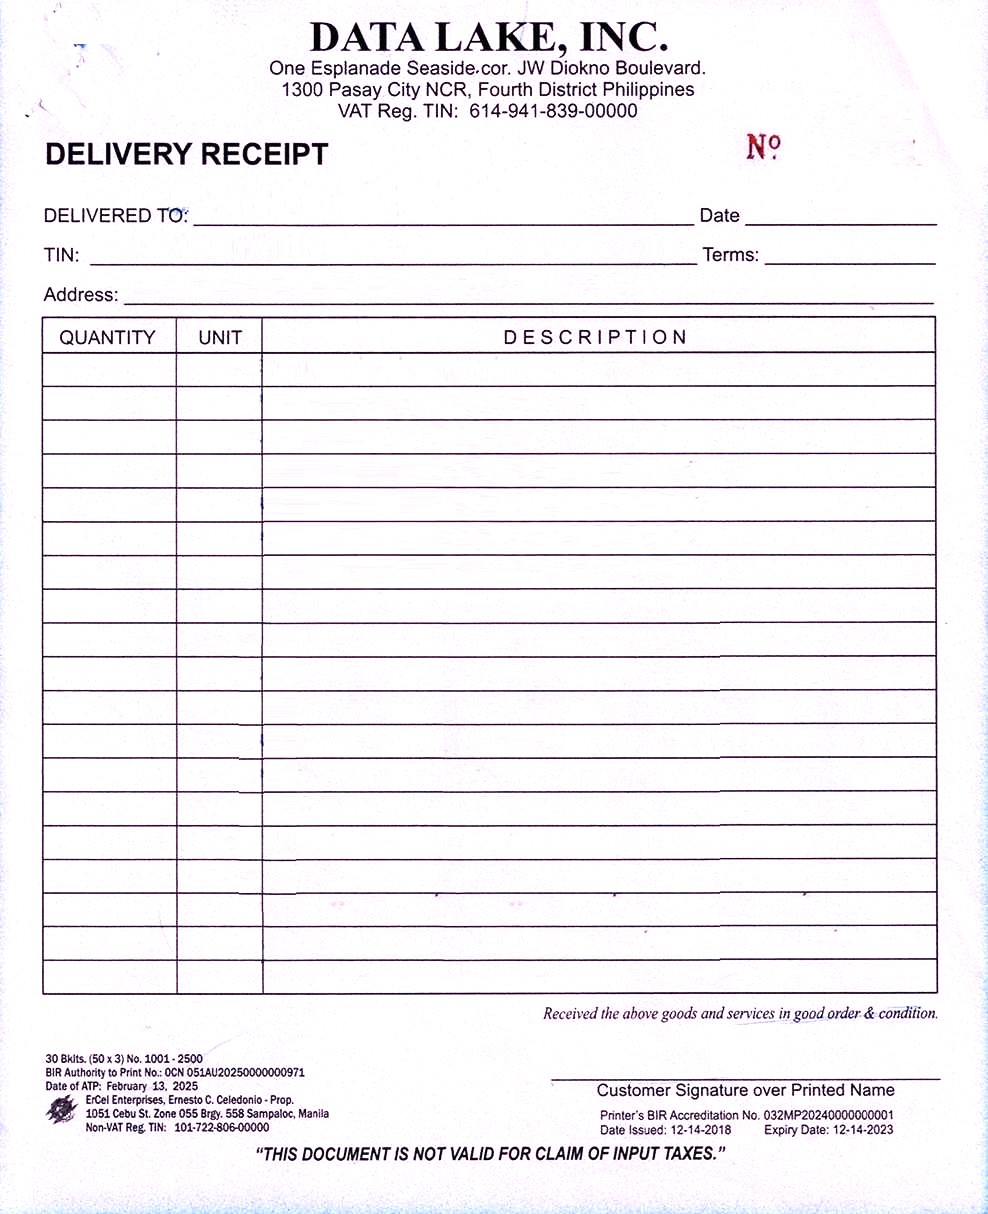 DATA LAKE, INC.
One Esplanade Seaside cor. JW Diokno Boulevard.
1300 Pasay City NCR, Fourth District Philippines
VAT Reg. TIN: 614-941-839-00000
DELIVERY RECEIPT
Nº
DELIVERED TO: Date
TIN: Terms:
Address:
QUANTITY UNIT DESCRIPTION
Received the above goods and services in good order & condition.
30 Bklts. (50 x 3) No. 1001 - 2500
BIR Authority to Print No.: OCN 051AU20250000000971
Date of ATP: February 13, 2025
ErCel Enterprises, Ernesto C. Celedonio - Prop.
1051 Cebu St. Zone 055 Brgy. 558 Sampaloc, Manila
Non-VAT Reg. TIN: 101-722-806-00000
Customer Signature over Printed Name
Printer's BIR Accreditation No. 032MP20240000000001
Date Issued: 12-14-2018 Expiry Date: 12-14-2023
"THIS DOCUMENT IS NOT VALID FOR CLAIM OF INPUT TAXES."